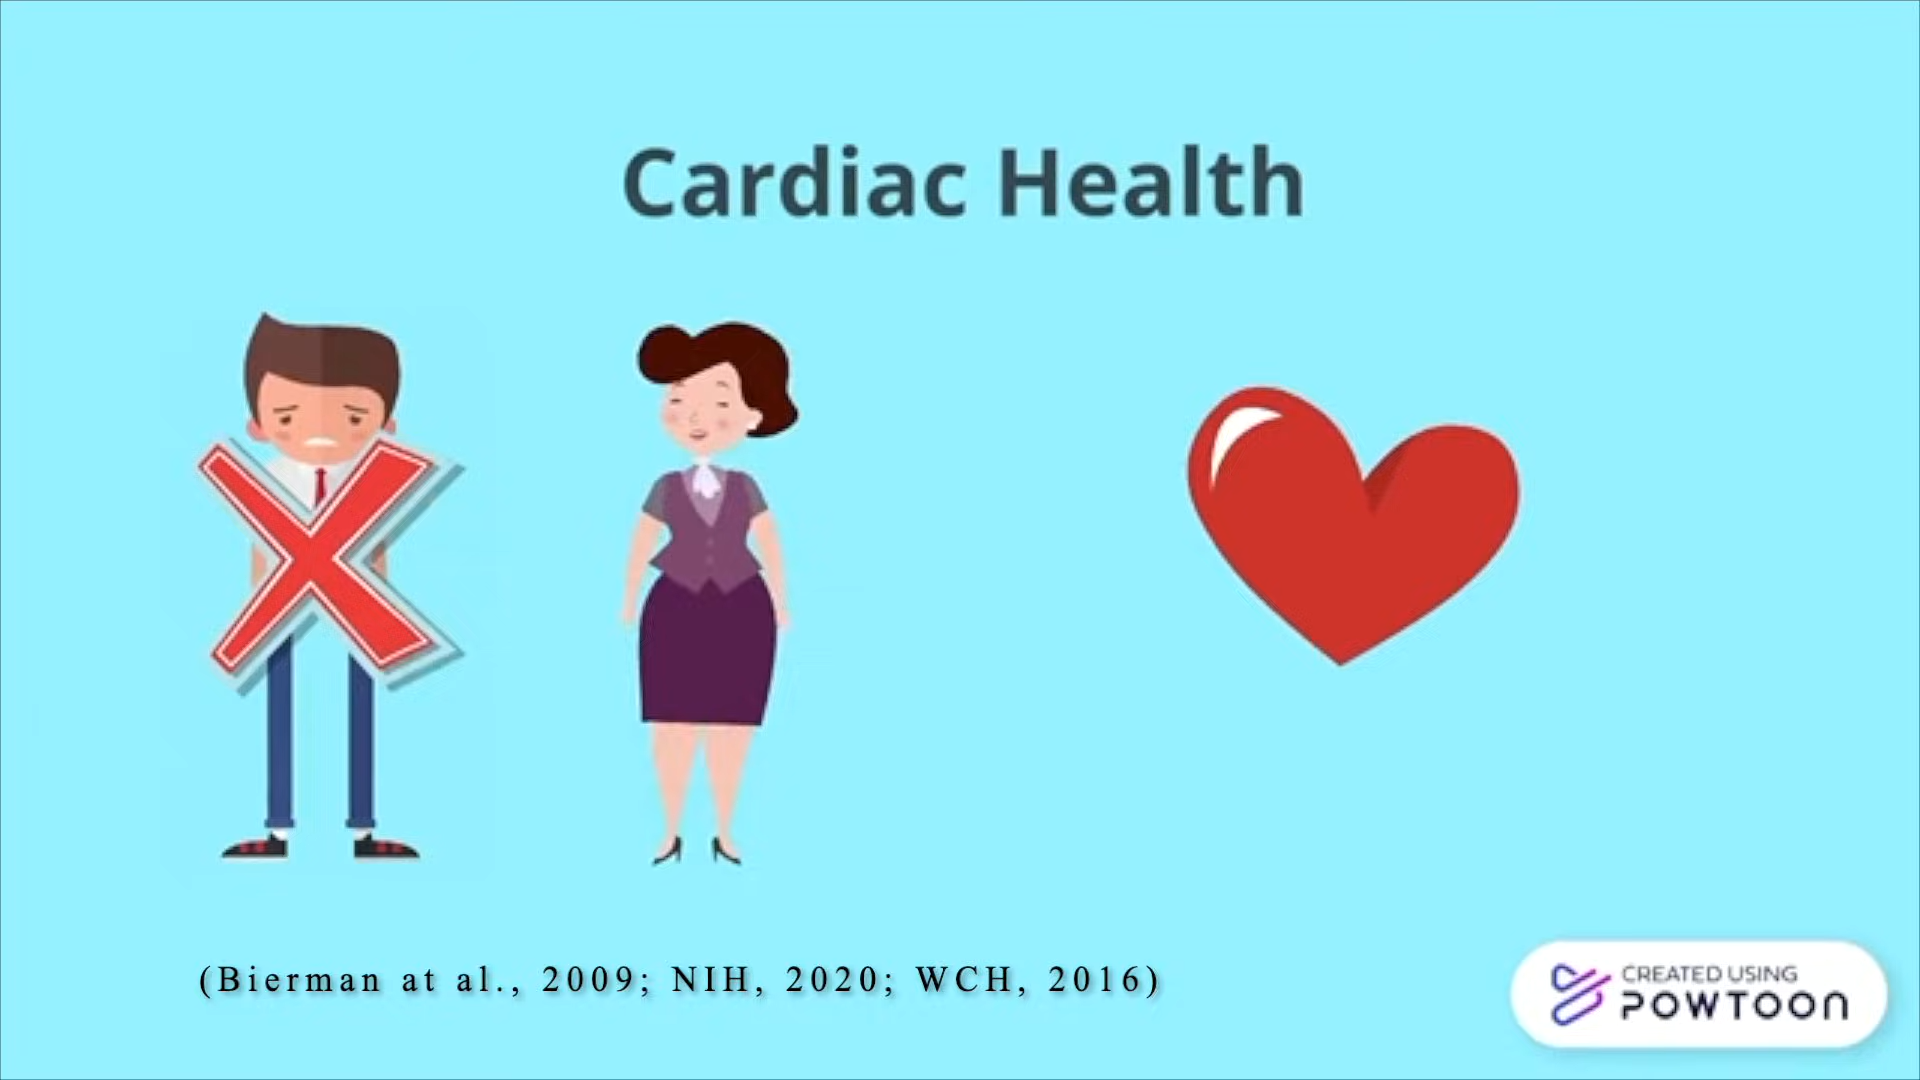 Cardiac Health
(Bierman at al., 2009; NIH, 2020; WCH, 2016)
CREATED USING
POWTOON